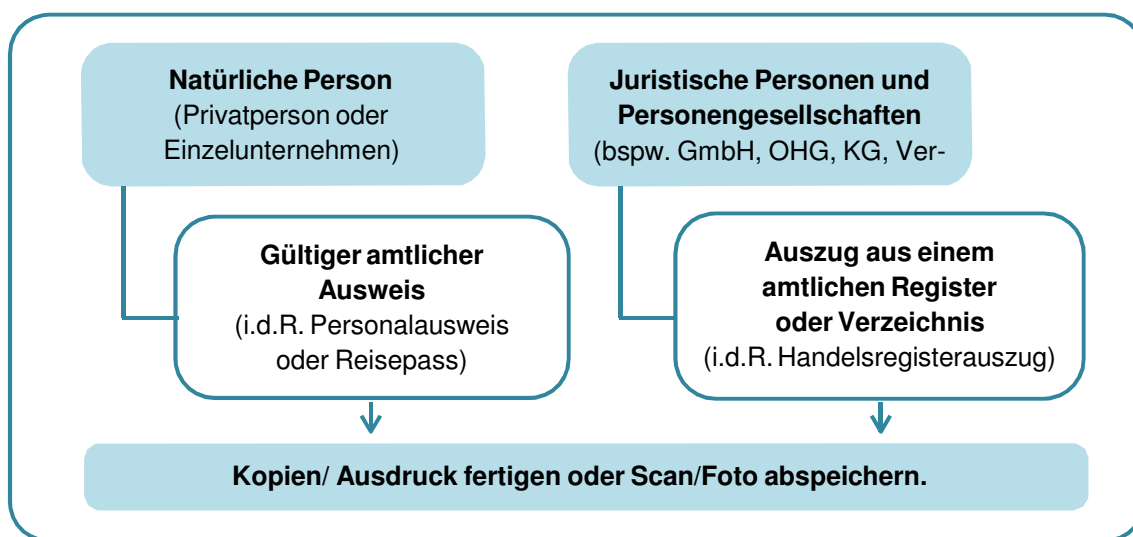 Natürliche Person
(Privatperson oder
Einzelunternehmen)
Juristische Personen und
Personengesellschaften
(bspw. GmbH, OHG, KG, Ver-
Gültiger amtlicher
Ausweis
(i.d.R. Personalausweis
oder Reisepass)
Auszug aus einem
amtlichen Register
oder Verzeichnis
(i.d.R. Handelsregisterauszug)
Kopien/ Ausdruck fertigen oder Scan/Foto abspeichern.